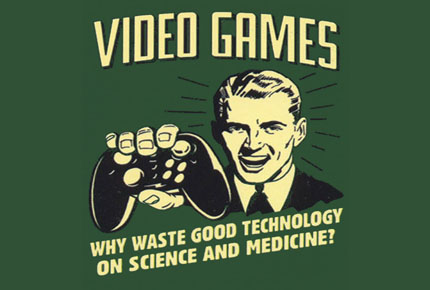 VIDEO GAMES
WHY WASTE GOOD TECHNOLOGY
ON SCIENCE AND MEDICINE?